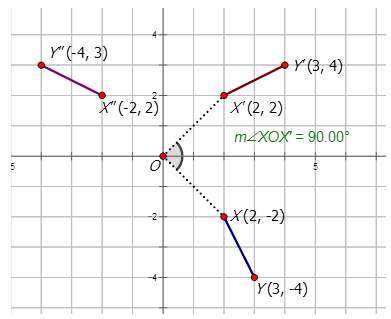 4
Y"(-4, 3)
Y'(3, 4)
2
X"(-2, 2)
X'(2, 2)
m∠XOX' = 90.00°
O
5
5
-2
X(2, -2)
-4
Y(3, -4)